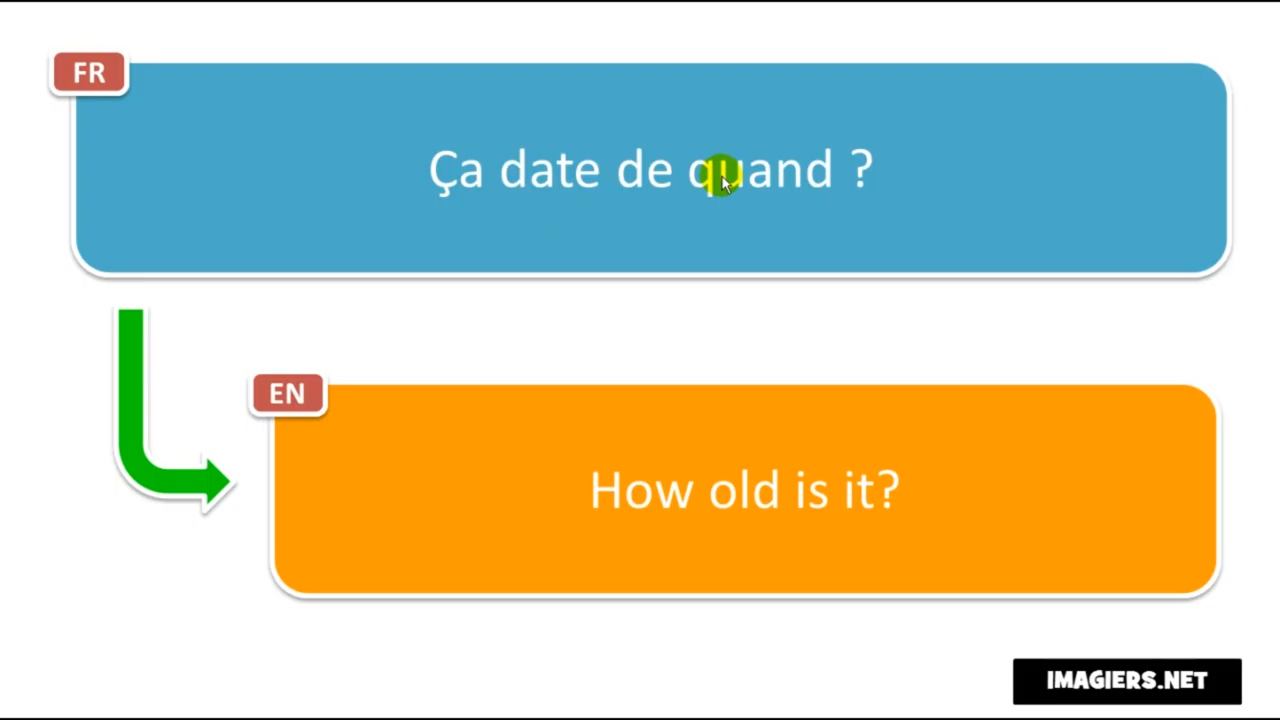 FR
Ça date de quand ?
EN
How old is it?
IMAGIERS.NET